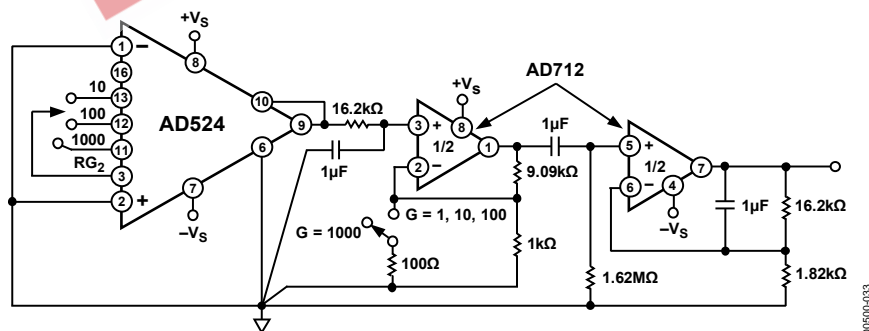 +VS
1
−
8
16
10
13
100
12
1000
11
RG2
3
2
+
AD524
10
9
6
7
−VS
16.2kΩ
1µF
+VS
AD712
3
+
8
1/2
1
2
−
G = 1, 10, 100
G = 1000
100Ω
9.09kΩ
1kΩ
1µF
5
+
1/2
7
6
−
4
−VS
1.62MΩ
1µF
16.2kΩ
1.82kΩ
00500-033